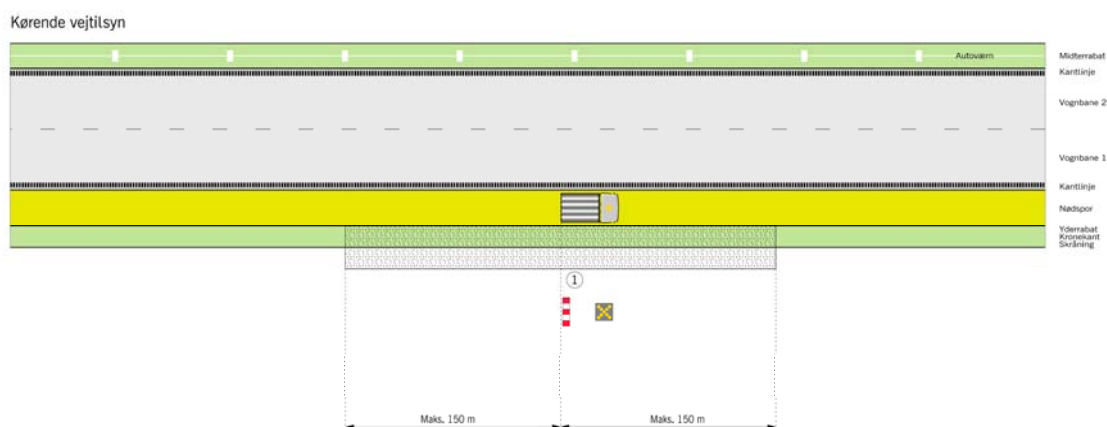 Kørende vejtilsyn
Autoværn
Midterrabat
Kantlinje
Vognbane 2
Vognbane 1
Kantlinje
Nødspor
Yderrabat
Kronekant
Skråning
1
Maks. 150 m
Maks. 150 m